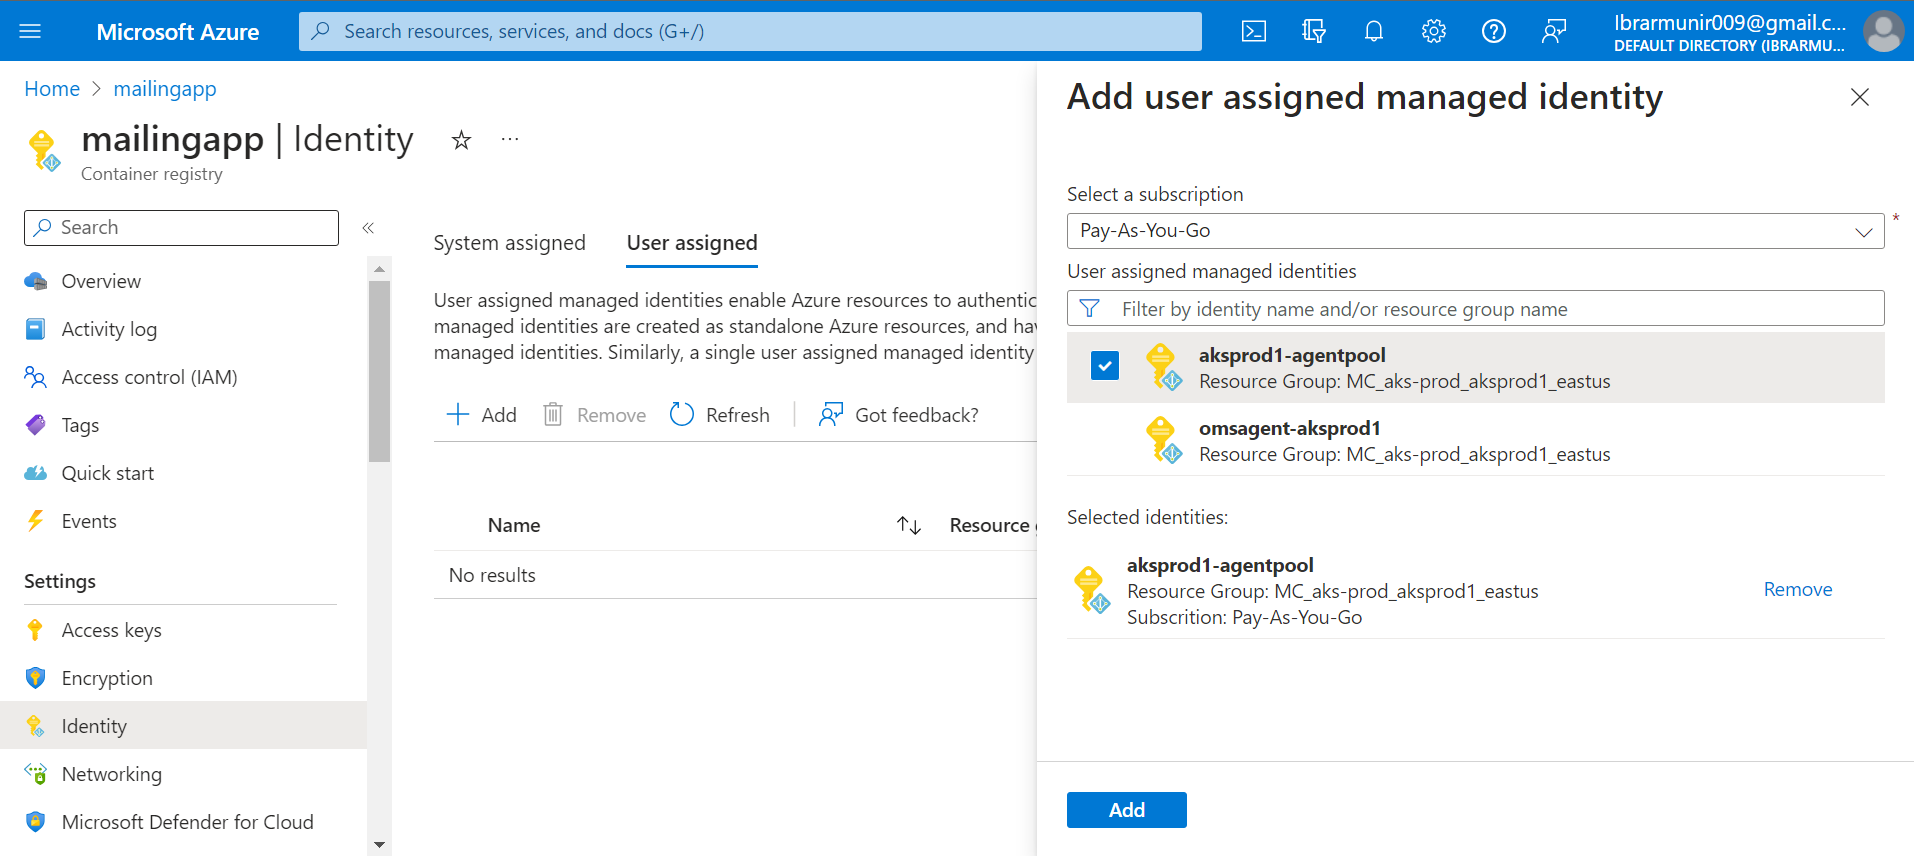 Microsoft Azure
Search resources, services, and docs (G+/)
Ibrarmunir009@gmail.c...
DEFAULT DIRECTORY (IBRARMU...
Home > mailingapp
mailingapp | Identity
Container registry
Search
Overview
Activity log
Access control (IAM)
Tags
Quick start
Events
Settings
Access keys
Encryption
Identity
Networking
Microsoft Defender for Cloud
System assigned
User assigned
User assigned managed identities enable Azure resources to authentic
managed identities are created as standalone Azure resources, and hav
managed identities. Similarly, a single user assigned managed identity
Add
Remove
Refresh
Got feedback?
Name
Resource
No results
Add user assigned managed identity
Select a subscription
Pay-As-You-Go
*
User assigned managed identities
Filter by identity name and/or resource group name
aksprod1-agentpool
Resource Group: MC_aks-prod_aksprod1_eastus
omsagent-aksprod1
Resource Group: MC_aks-prod_aksprod1_eastus
Selected identities:
aksprod1-agentpool
Resource Group: MC_aks-prod_aksprod1_eastus
Subscrition: Pay-As-You-Go
Remove
Add